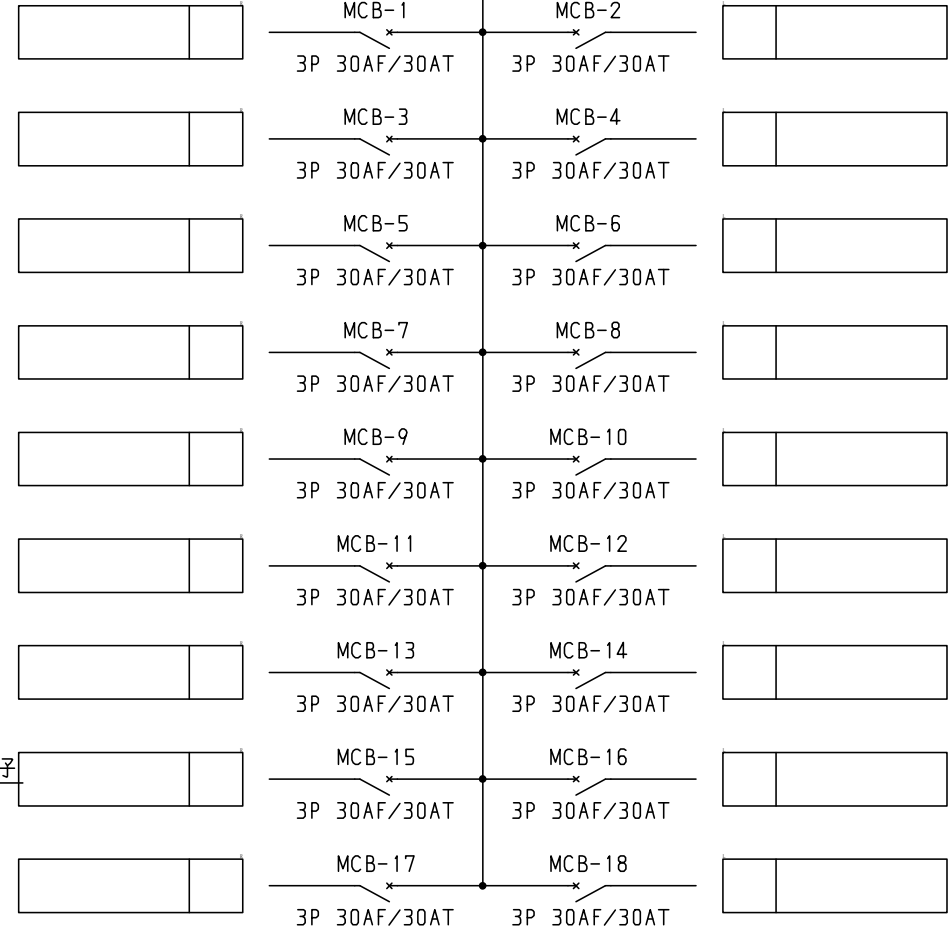 MCB-1 MCB-2
3P 30AF/30AT 3P 30AF/30AT
MCB-3 MCB-4
3P 30AF/30AT 3P 30AF/30AT
MCB-5 MCB-6
3P 30AF/30AT 3P 30AF/30AT
MCB-7 MCB-8
3P 30AF/30AT 3P 30AF/30AT
MCB-9 MCB-10
3P 30AF/30AT 3P 30AF/30AT
MCB-11 MCB-12
3P 30AF/30AT 3P 30AF/30AT
MCB-13 MCB-14
3P 30AF/30AT 3P 30AF/30AT
子 MCB-15 MCB-16
3P 30AF/30AT 3P 30AF/30AT
MCB-17 MCB-18
3P 30AF/30AT 3P 30AF/30AT